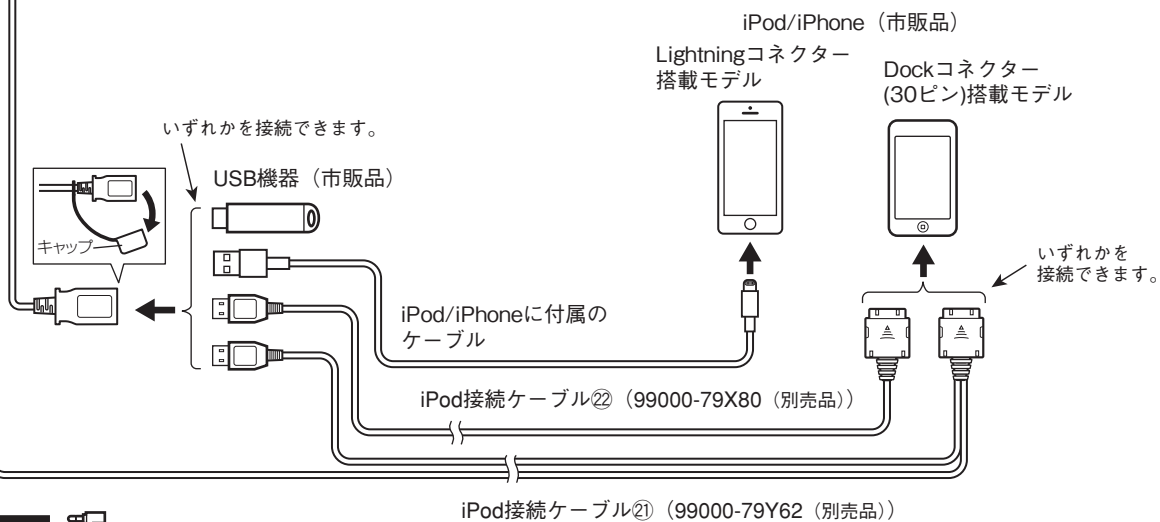 iPod/iPhone（市販品）
Lightningコネクター
搭載モデル
Dockコネクター
(30ピン)搭載モデル
いずれかを接続できます。
USB機器（市販品）
キャップ
いずれかを
接続できます。
iPod/iPhoneに付属の
ケーブル
iPod接続ケーブル㉒（99000-79X80（別売品））
iPod接続ケーブル㉑（99000-79Y62（別売品））